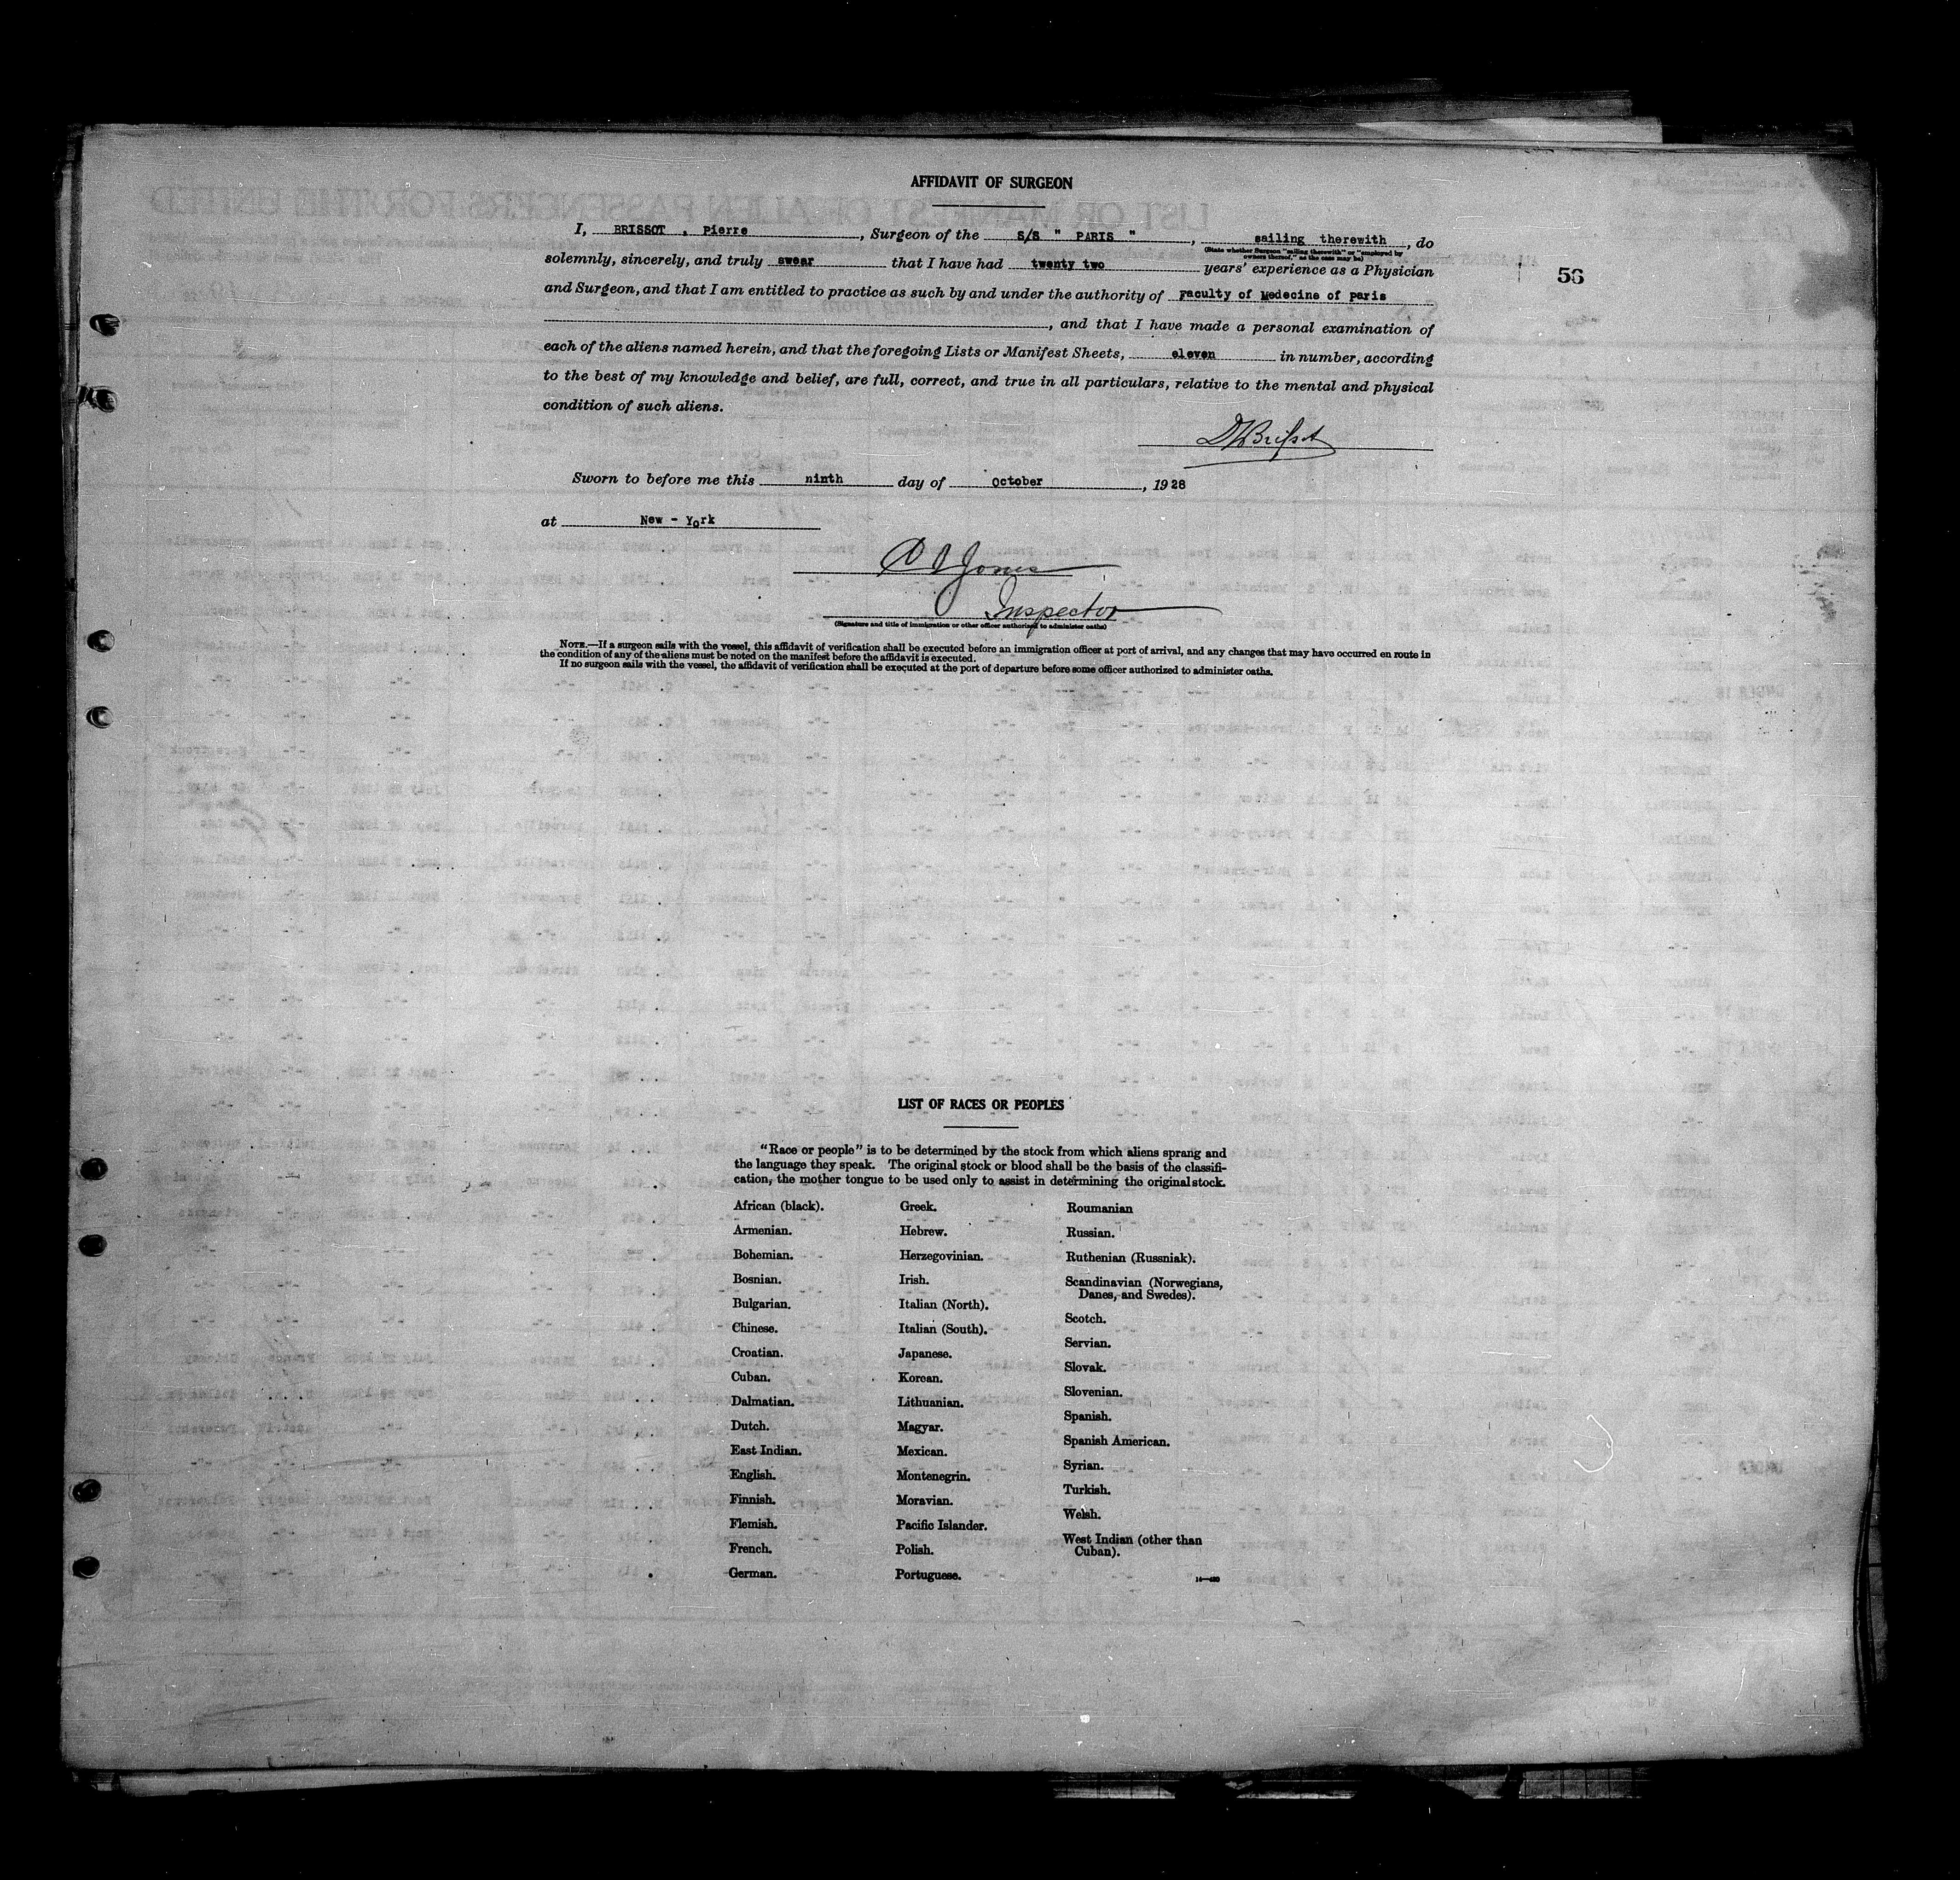 AFFIDAVIT OF SURGEON
I, BRISSOT , Pierre , Surgeon of the S/S " PARIS " , sailing therewith , do
(State whether Surgeon "sailing therewith" or "employed by
owners thereof," as the case may be)
solemnly, sincerely, and truly swear that I have had twenty two years' experience as a Physician
56
and Surgeon, and that I am entitled to practice as such by and under the authority of Faculty of Medecine of Paris
, and that I have made a personal examination of
each of the aliens named herein, and that the foregoing Lists or Manifest Sheets, eleven in number, according
to the best of my knowledge and belief, are full, correct, and true in all particulars, relative to the mental and physical
condition of such aliens.
Sworn to before me this ninth day of October , 1928
at New - York
Jones
Inspector
(Signature and title of immigration or other officer authorized to administer oaths)
NOTE.—If a surgeon sails with the vessel, this affidavit of verification shall be executed before an immigration officer at port of arrival, and any changes that may have occurred en route in
the condition of any of the aliens must be noted on the manifest before the affidavit is executed.
If no surgeon sails with the vessel, the affidavit of verification shall be executed at the port of departure before some officer authorized to administer oaths.
LIST OF RACES OR PEOPLES
"Race or people" is to be determined by the stock from which aliens sprang and
the language they speak. The original stock or blood shall be the basis of the classifi-
cation, the mother tongue to be used only to assist in determining the original stock.
African (black).
Armenian.
Bohemian.
Bosnian.
Bulgarian.
Chinese.
Croatian.
Cuban.
Dalmatian.
Dutch.
East Indian.
English.
Finnish.
Flemish.
French.
German.
Greek.
Hebrew.
Herzegovinian.
Irish.
Italian (North).
Italian (South).
Japanese.
Korean.
Lithuanian.
Magyar.
Mexican.
Montenegrin.
Moravian.
Pacific Islander.
Polish.
Portuguese.
Roumanian
Russian.
Ruthenian (Russniak).
Scandinavian (Norwegians,
Danes, and Swedes).
Scotch.
Servian.
Slovak.
Slovenian.
Spanish.
Spanish American.
Syrian.
Turkish.
Welsh.
West Indian (other than
Cuban).